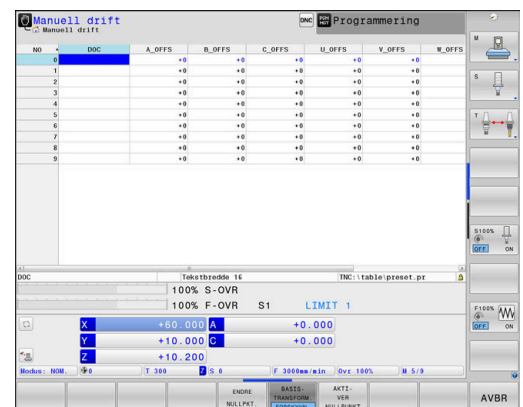 Manuell drift
DNC
Programmering
Manuell drift
NO DOC A_OFFS B_OFFS C_OFFS U_OFFS V_OFFS W_OFFS
0 +0 +0 +0 +0 +0
1 +0 +0 +0 +0 +0
2 +0 +0 +0 +0 +0
3 +0 +0 +0 +0 +0
4 +0 +0 +0 +0 +0
5 +0 +0 +0 +0 +0
6 +0 +0 +0 +0 +0
7 +0 +0 +0 +0 +0
8 +0 +0 +0 +0 +0
9 +0 +0 +0 +0 +0
DOC Tekstbredde 16 TNC:\table\preset.pr
100% S-OVR
100% F-OVR S1 LIMIT 1
X +60.000 A +0.000
Y +10.000 C +0.000
Z +10.200
Modus: NOM. 0 T 300 Z S 0 F 3000mm/min Ovr 100% M 5/9
ENDRE NULLPKT.
BASIS- TRANSFORM.
AKTI- VER NULLPUNKT
AVBR
M
S
T
S100%
OFF ON
F100%
OFF ON